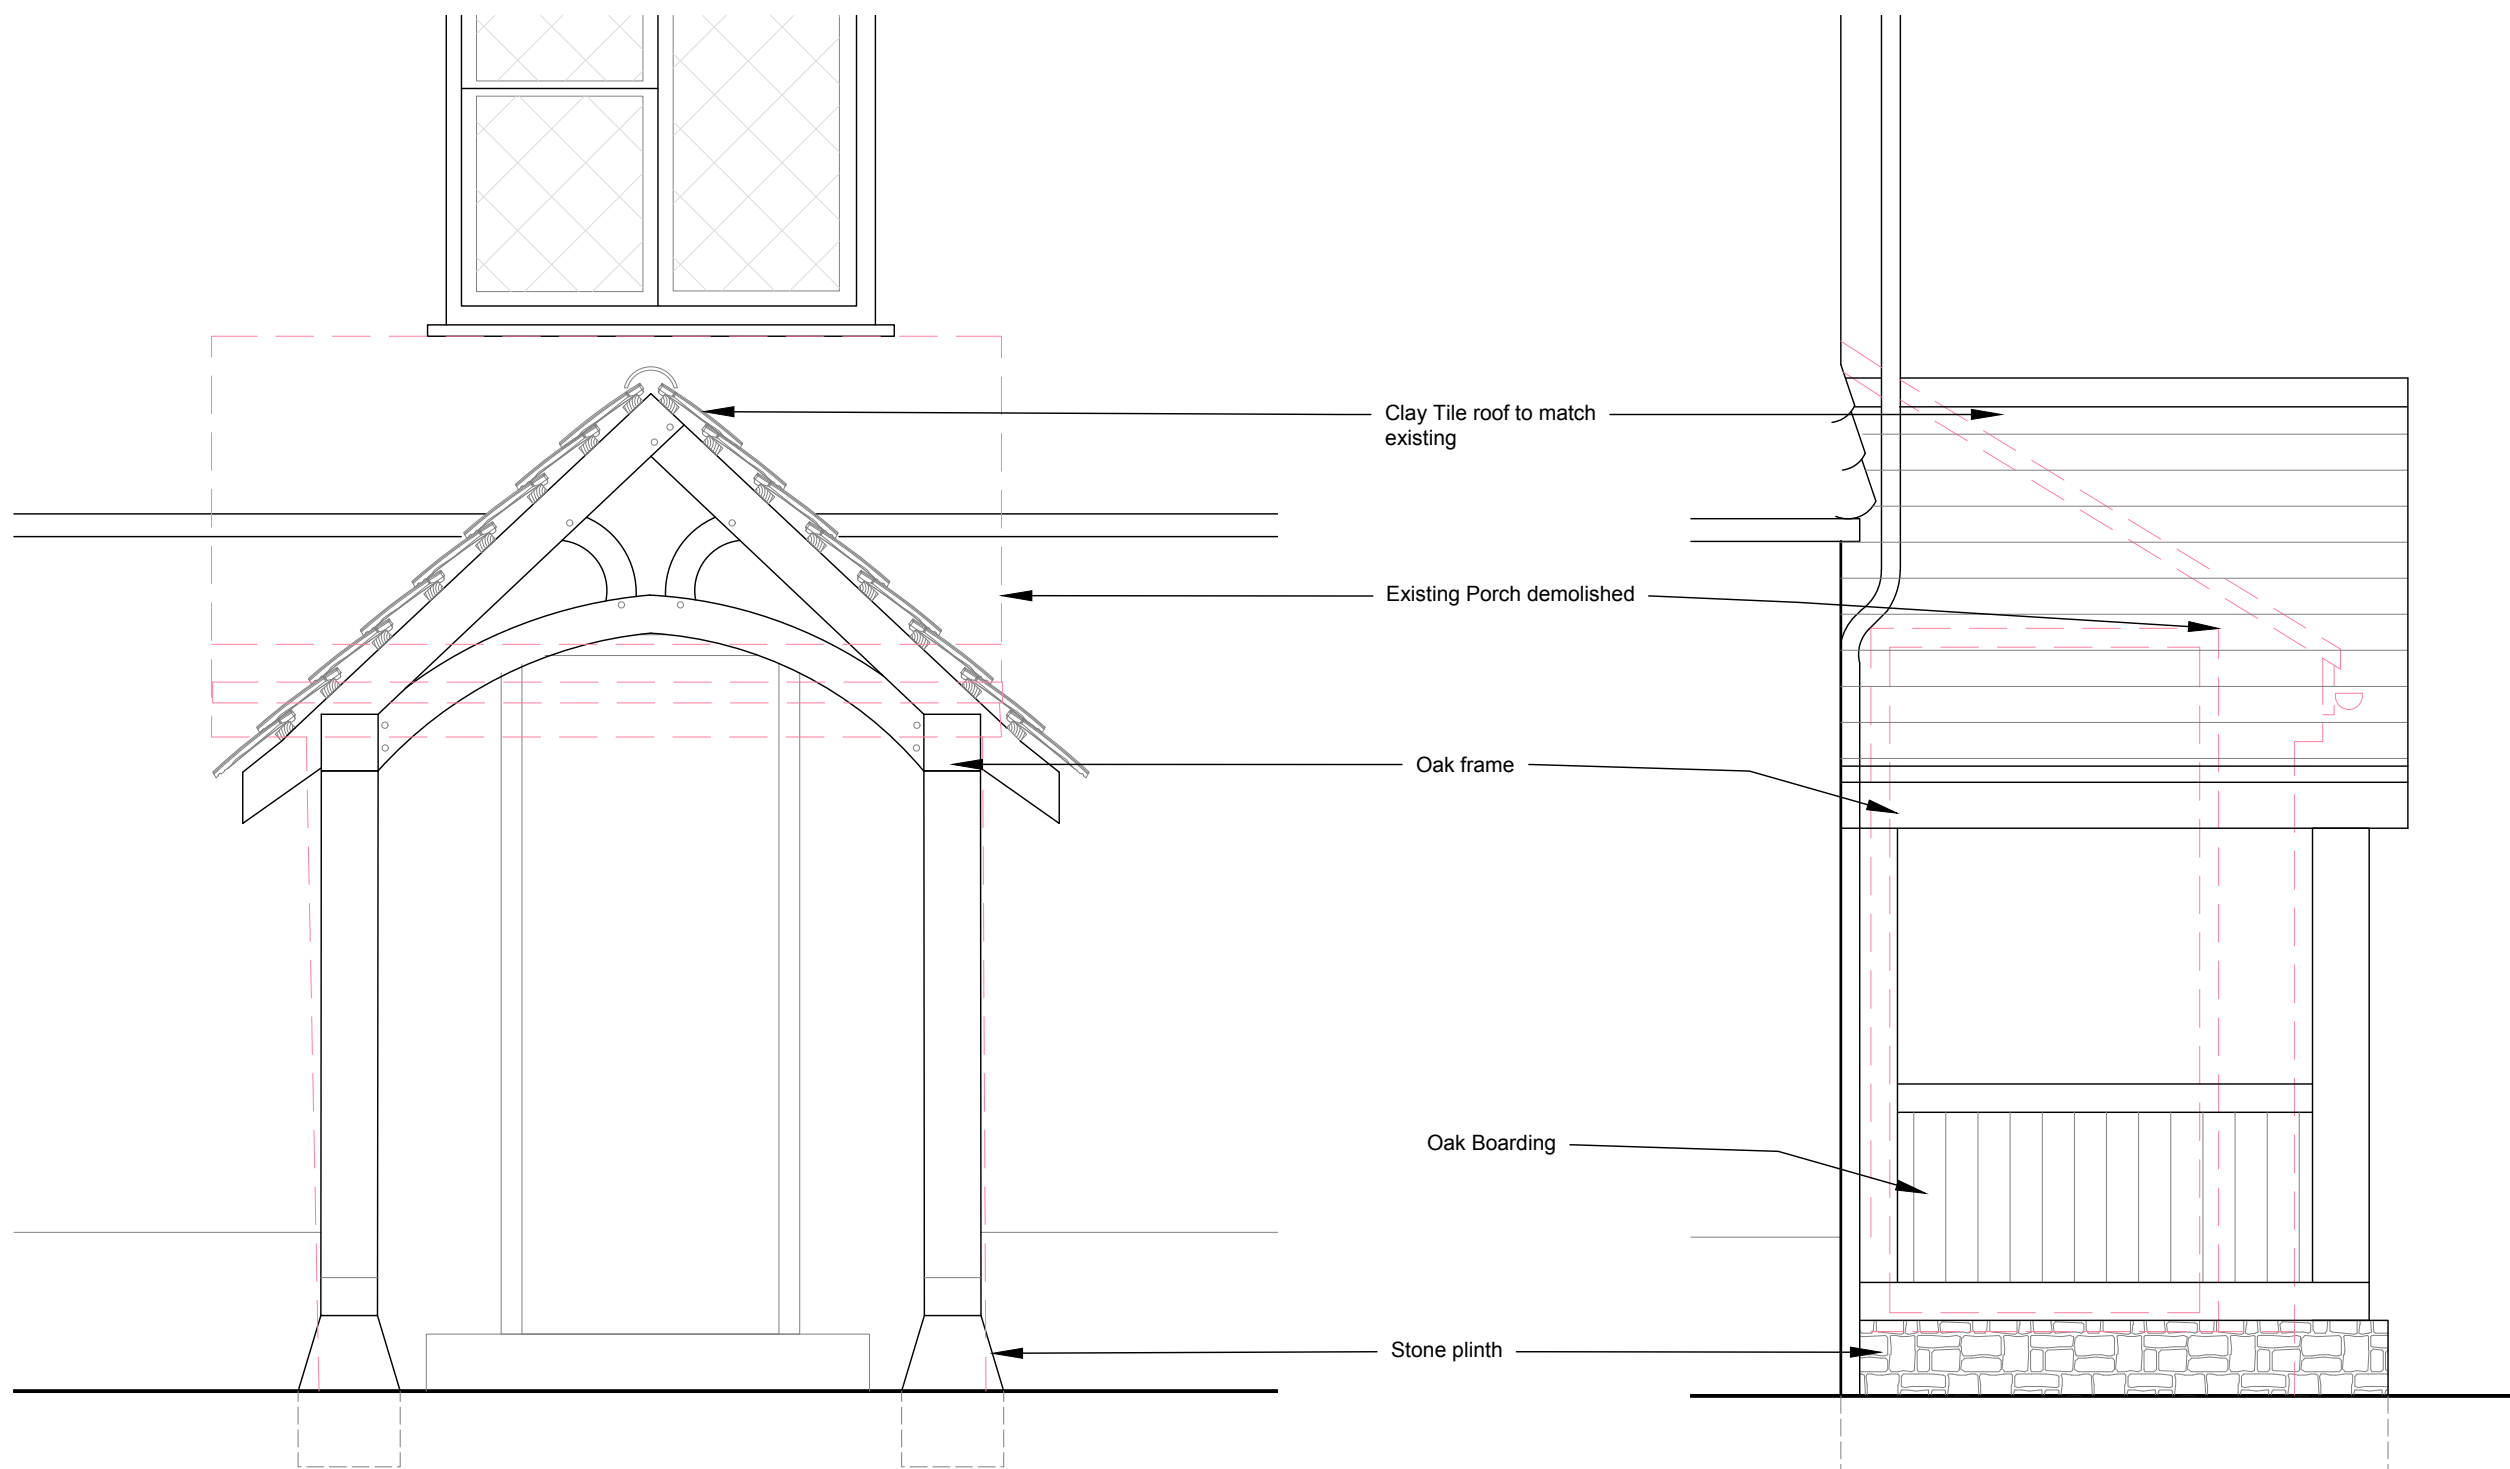 Clay Tile roof to match
existing
Existing Porch demolished
Oak frame
Oak Boarding
Stone plinth